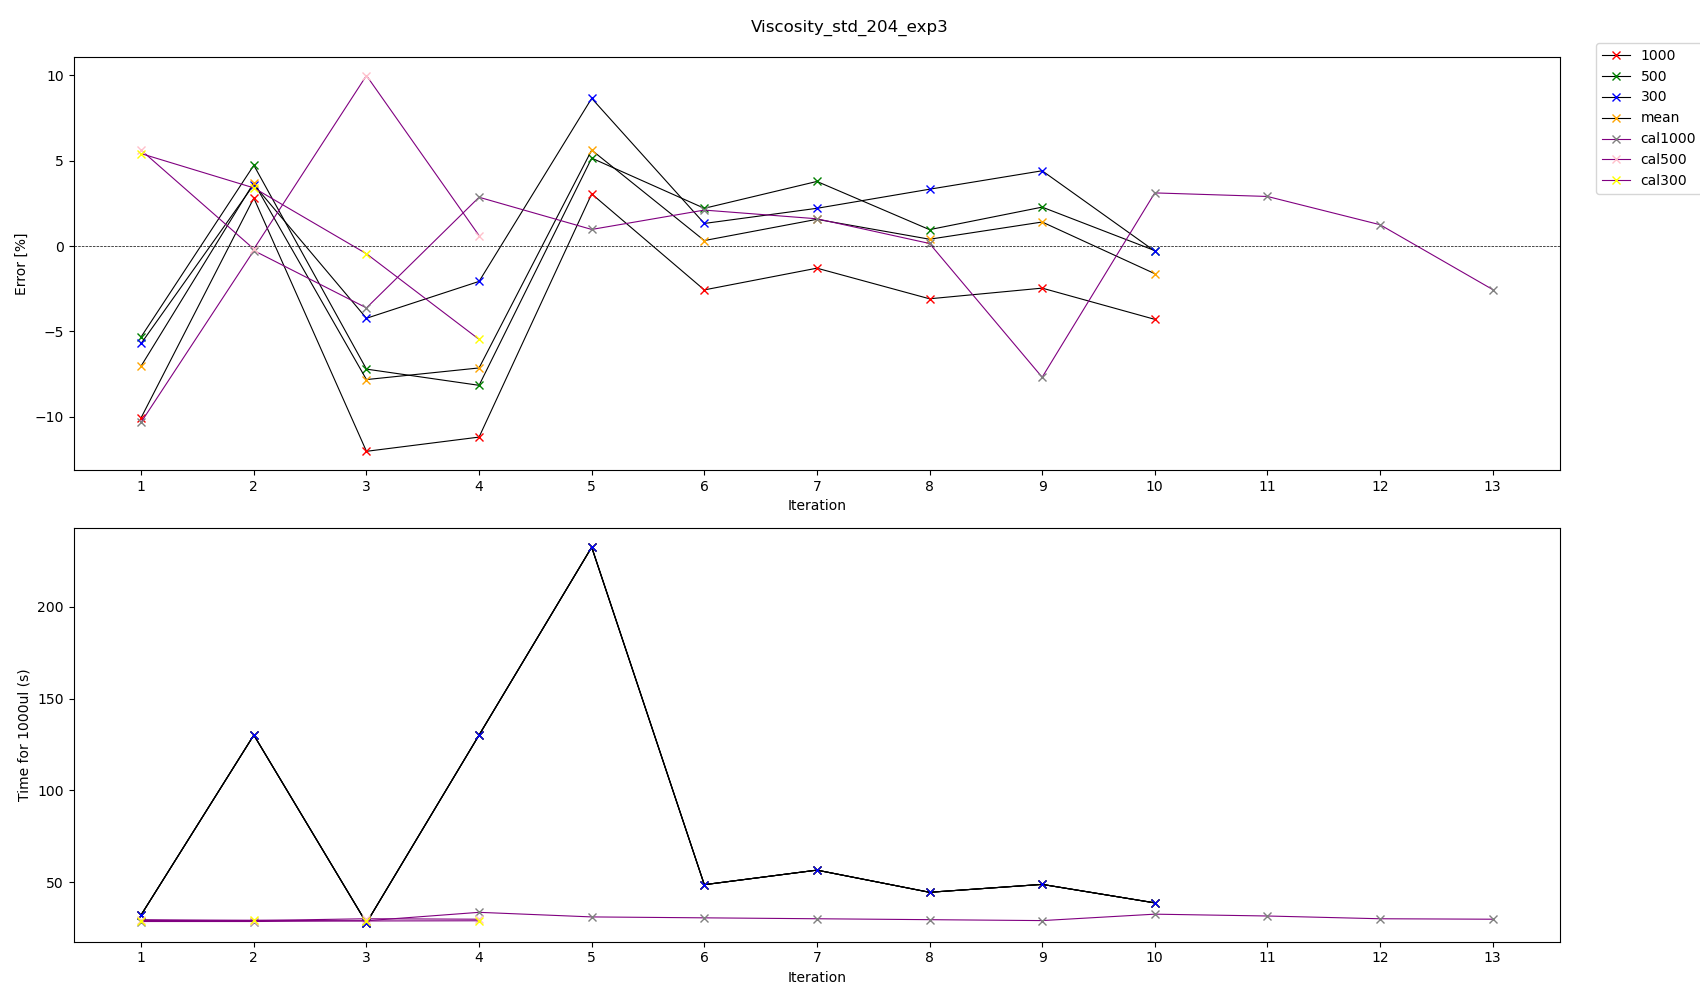 Viscosity_std_204_exp3
1000
500
300
mean
cal1000
cal500
cal300
10
5
0
−5
−10
Error [%]
1 2 3 4 5 6 7 8 9 10 11 12 13
Iteration
200
150
100
50
Time for 1000ul (s)
1 2 3 4 5 6 7 8 9 10 11 12 13
Iteration